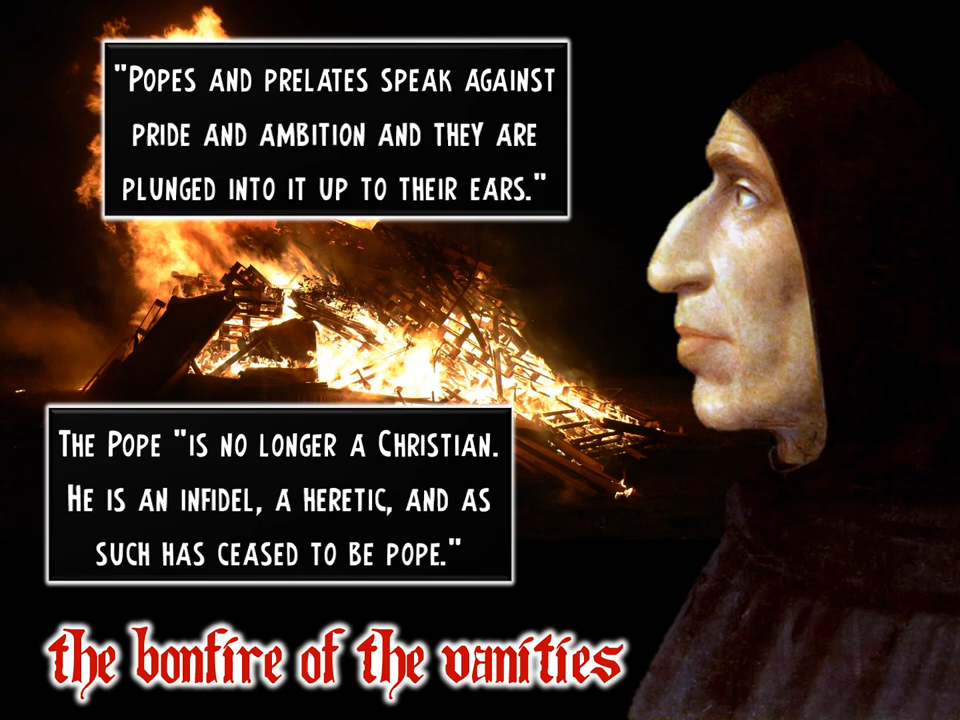 "Popes and prelates speak against
pride and ambition and they are
plunged into it up to their ears."
The Pope "is no longer a Christian.
He is an infidel, a heretic, and as
such has ceased to be pope."
the bonfire of the vanities